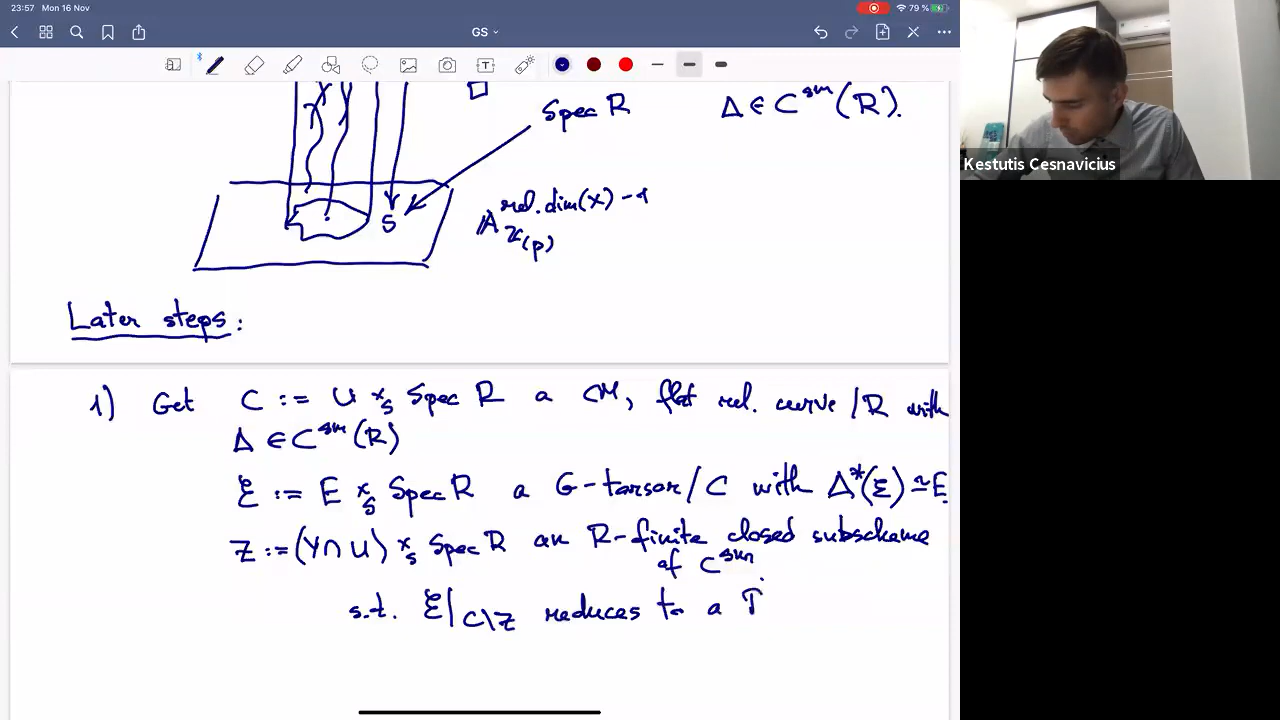 23:57 Mon 16 Nov
79 %
GS
Spec R
Δ ∈ C^{sm}(R).
𝔸^{rel.dim(X)-1}_{ℤ_(p)}
S
Later steps:
1) Get C := U ×_S Spec R a CM, flat rel. curve /R with
Δ ∈ C^{sm}(R)
ℰ := E ×_S Spec R a G-torsor/C with Δ*(ℰ) ≃ E
Z := (Y∩U) ×_S Spec R an R-finite closed subscheme
of C^{sm}
s.t. ℰ|_{C\Z} reduces to a T
Kestutis Cesnavicius